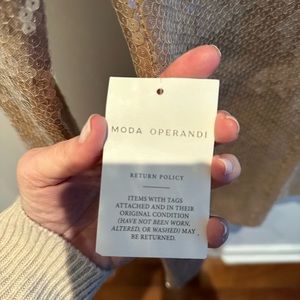 MODA OPERANDI
RETURN POLICY
ITEMS WITH TAGS
ATTACHED AND IN THEIR
ORIGINAL CONDITION
(HAVE NOT BEEN WORN,
ALTERED, OR WASHED) MAY
BE RETURNED.